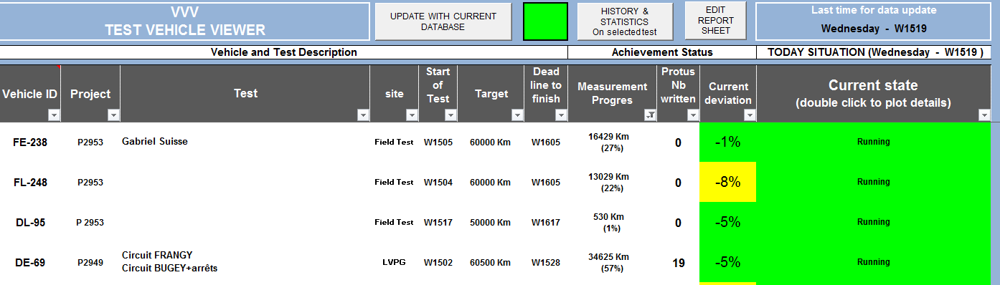 VVV
TEST VEHICLE VIEWER
UPDATE WITH CURRENT
DATABASE
HISTORY &
STATISTICS
On selected test
EDIT
REPORT
SHEET
Last time for data update
Wednesday - W1519
Vehicle and Test Description
Achievement Status
TODAY SITUATION (Wednesday - W1519 )
Vehicle ID
Project
Test
site
Start
of
Test
Target
Dead
line to
finish
Measurement
Progres
Protus
Nb
written
Current
deviation
Current state
(double click to plot details)
FE-238 P2953 Gabriel Suisse Field Test W1505 60000 Km W1605 16429 Km
(27%)
0 -1% Running
FL-248 P2953 Field Test W1504 60000 Km W1605 13029 Km
(22%)
0 -8% Running
DL-95 P 2953 Field Test W1517 50000 Km W1617 530 Km
(1%)
0 -5% Running
DE-69 P2949 Circuit FRANGY
Circuit BUGEY+arrêts
LVPG W1502 60500 Km W1528 34625 Km
(57%)
19 -5% Running